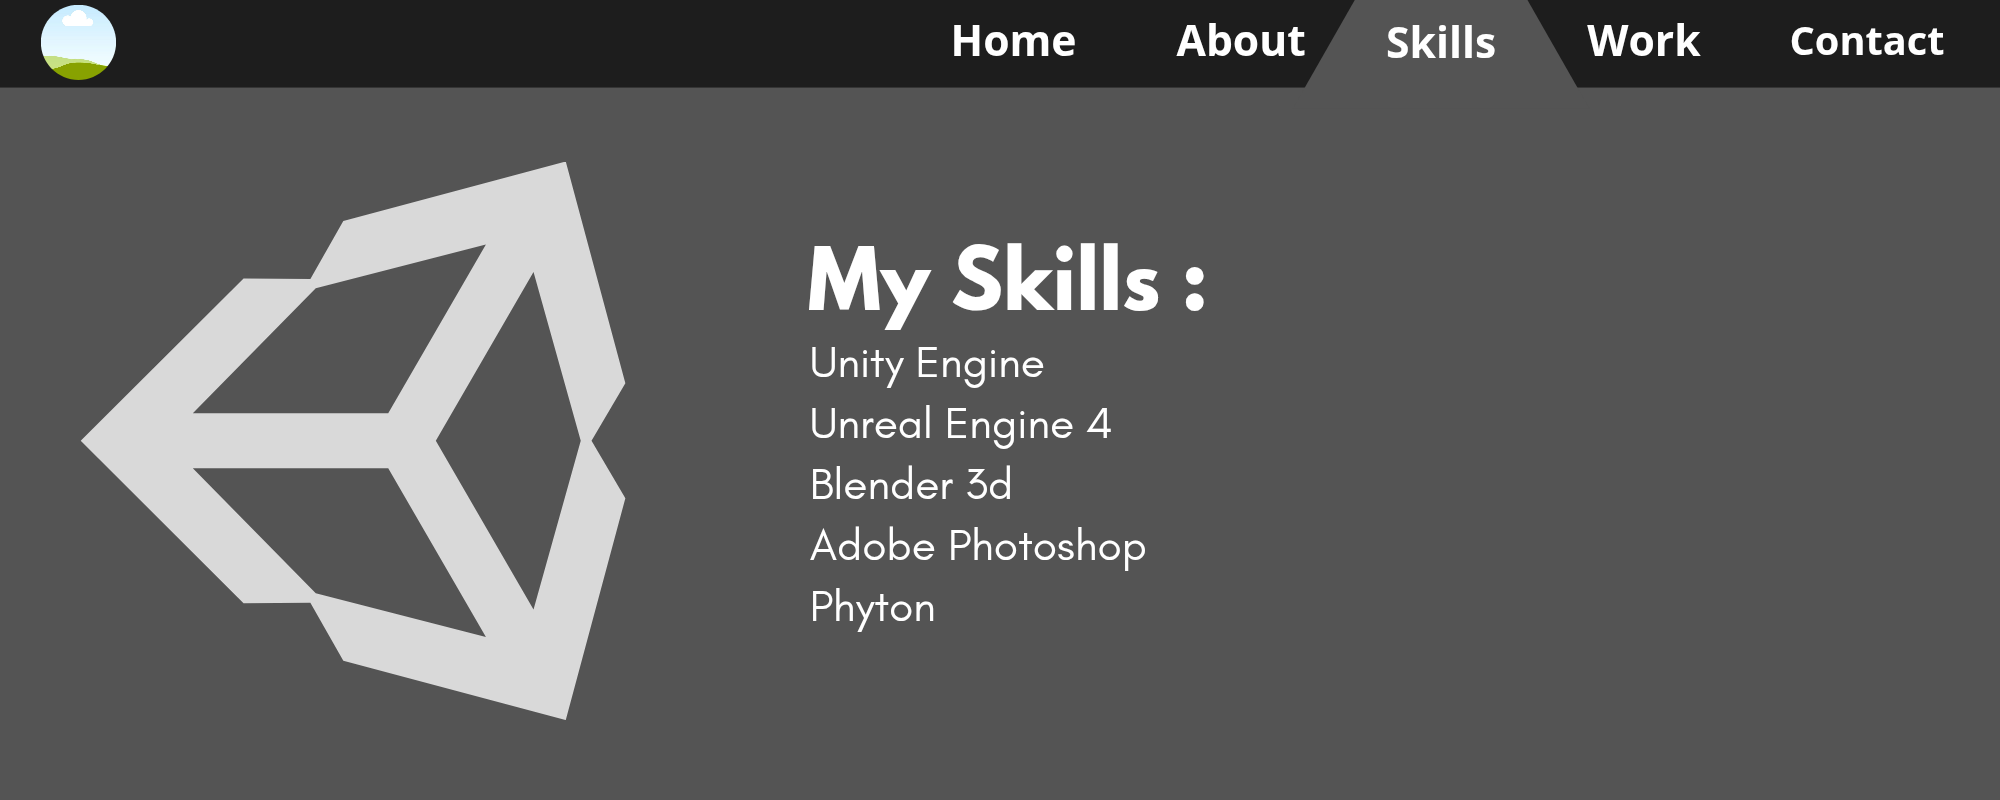 Home About Skills Work Contact
My Skills :
Unity Engine
Unreal Engine 4
Blender 3d
Adobe Photoshop
Phyton